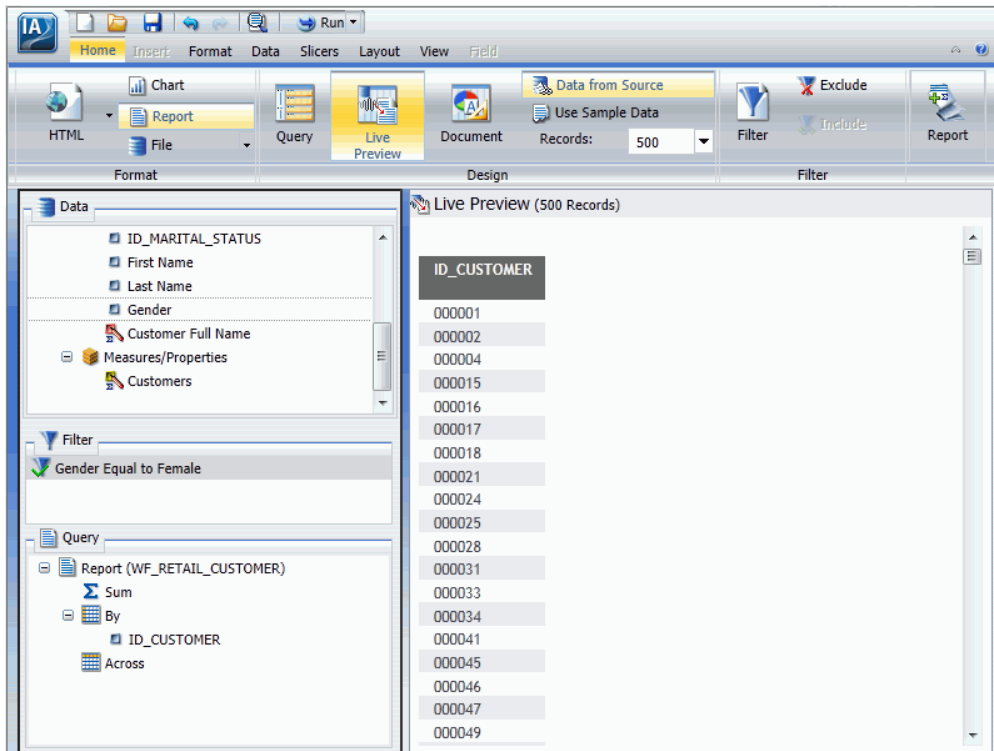 IA
Run
Home Insert Format Data Slicers Layout View Field
HTML
Chart
Report
File
Format
Query
Live Preview
Document
Data from Source
Use Sample Data
Records: 500
Design
Filter
Exclude
Include
Filter
Report
Data
ID_MARITAL_STATUS
First Name
Last Name
Gender
Customer Full Name
Measures/Properties
Customers
Filter
Gender Equal to Female
Query
Report (WF_RETAIL_CUSTOMER)
Sum
By
ID_CUSTOMER
Across
Live Preview (500 Records)
ID_CUSTOMER
000001
000002
000004
000015
000016
000017
000018
000021
000024
000025
000028
000031
000033
000034
000041
000045
000046
000047
000049